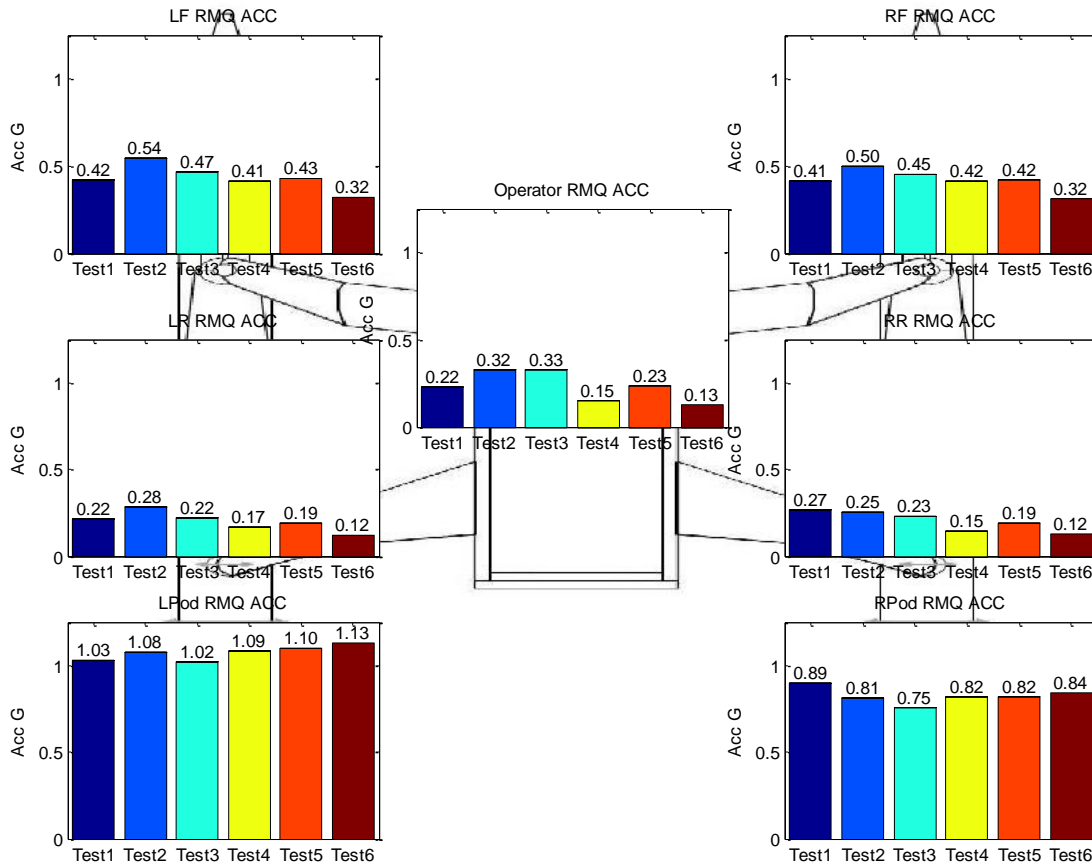 LF RMQ ACC
Acc G
1
0.5
0
0.42 0.54 0.47 0.41 0.43 0.32
Test1 Test2 Test3 Test4 Test5 Test6
RF RMQ ACC
Acc G
1
0.5
0
0.41 0.50 0.45 0.42 0.42 0.32
Test1 Test2 Test3 Test4 Test5 Test6
Operator RMQ ACC
Acc G
1
0.5
0
0.22 0.32 0.33 0.15 0.23 0.13
Test1 Test2 Test3 Test4 Test5 Test6
LR RMQ ACC
Acc G
1
0.5
0
0.22 0.28 0.22 0.17 0.19 0.12
Test1 Test2 Test3 Test4 Test5 Test6
RR RMQ ACC
Acc G
1
0.5
0
0.27 0.25 0.23 0.15 0.19 0.12
Test1 Test2 Test3 Test4 Test5 Test6
LPod RMQ ACC
Acc G
1
0.5
0
1.03 1.08 1.02 1.09 1.10 1.13
Test1 Test2 Test3 Test4 Test5 Test6
RPod RMQ ACC
Acc G
1
0.5
0
0.89 0.81 0.75 0.82 0.82 0.84
Test1 Test2 Test3 Test4 Test5 Test6